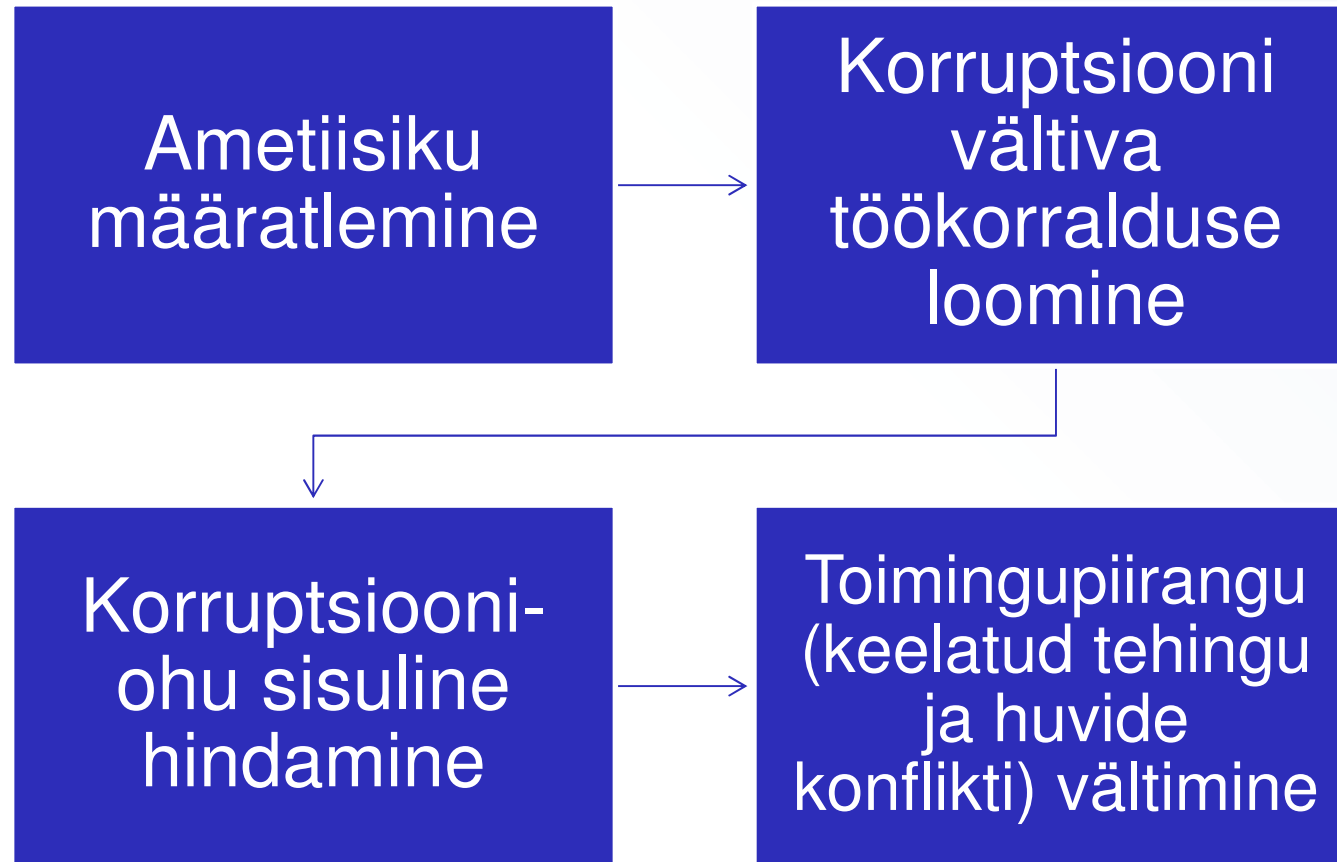 Ametiisiku
määratlemine
Korruptsiooni
vältiva
töökorralduse
loomine
Korruptsiooni-
ohu sisuline
hindamine
Toimingupiirangu
(keelatud tehingu
ja huvide
konflikti) vältimine